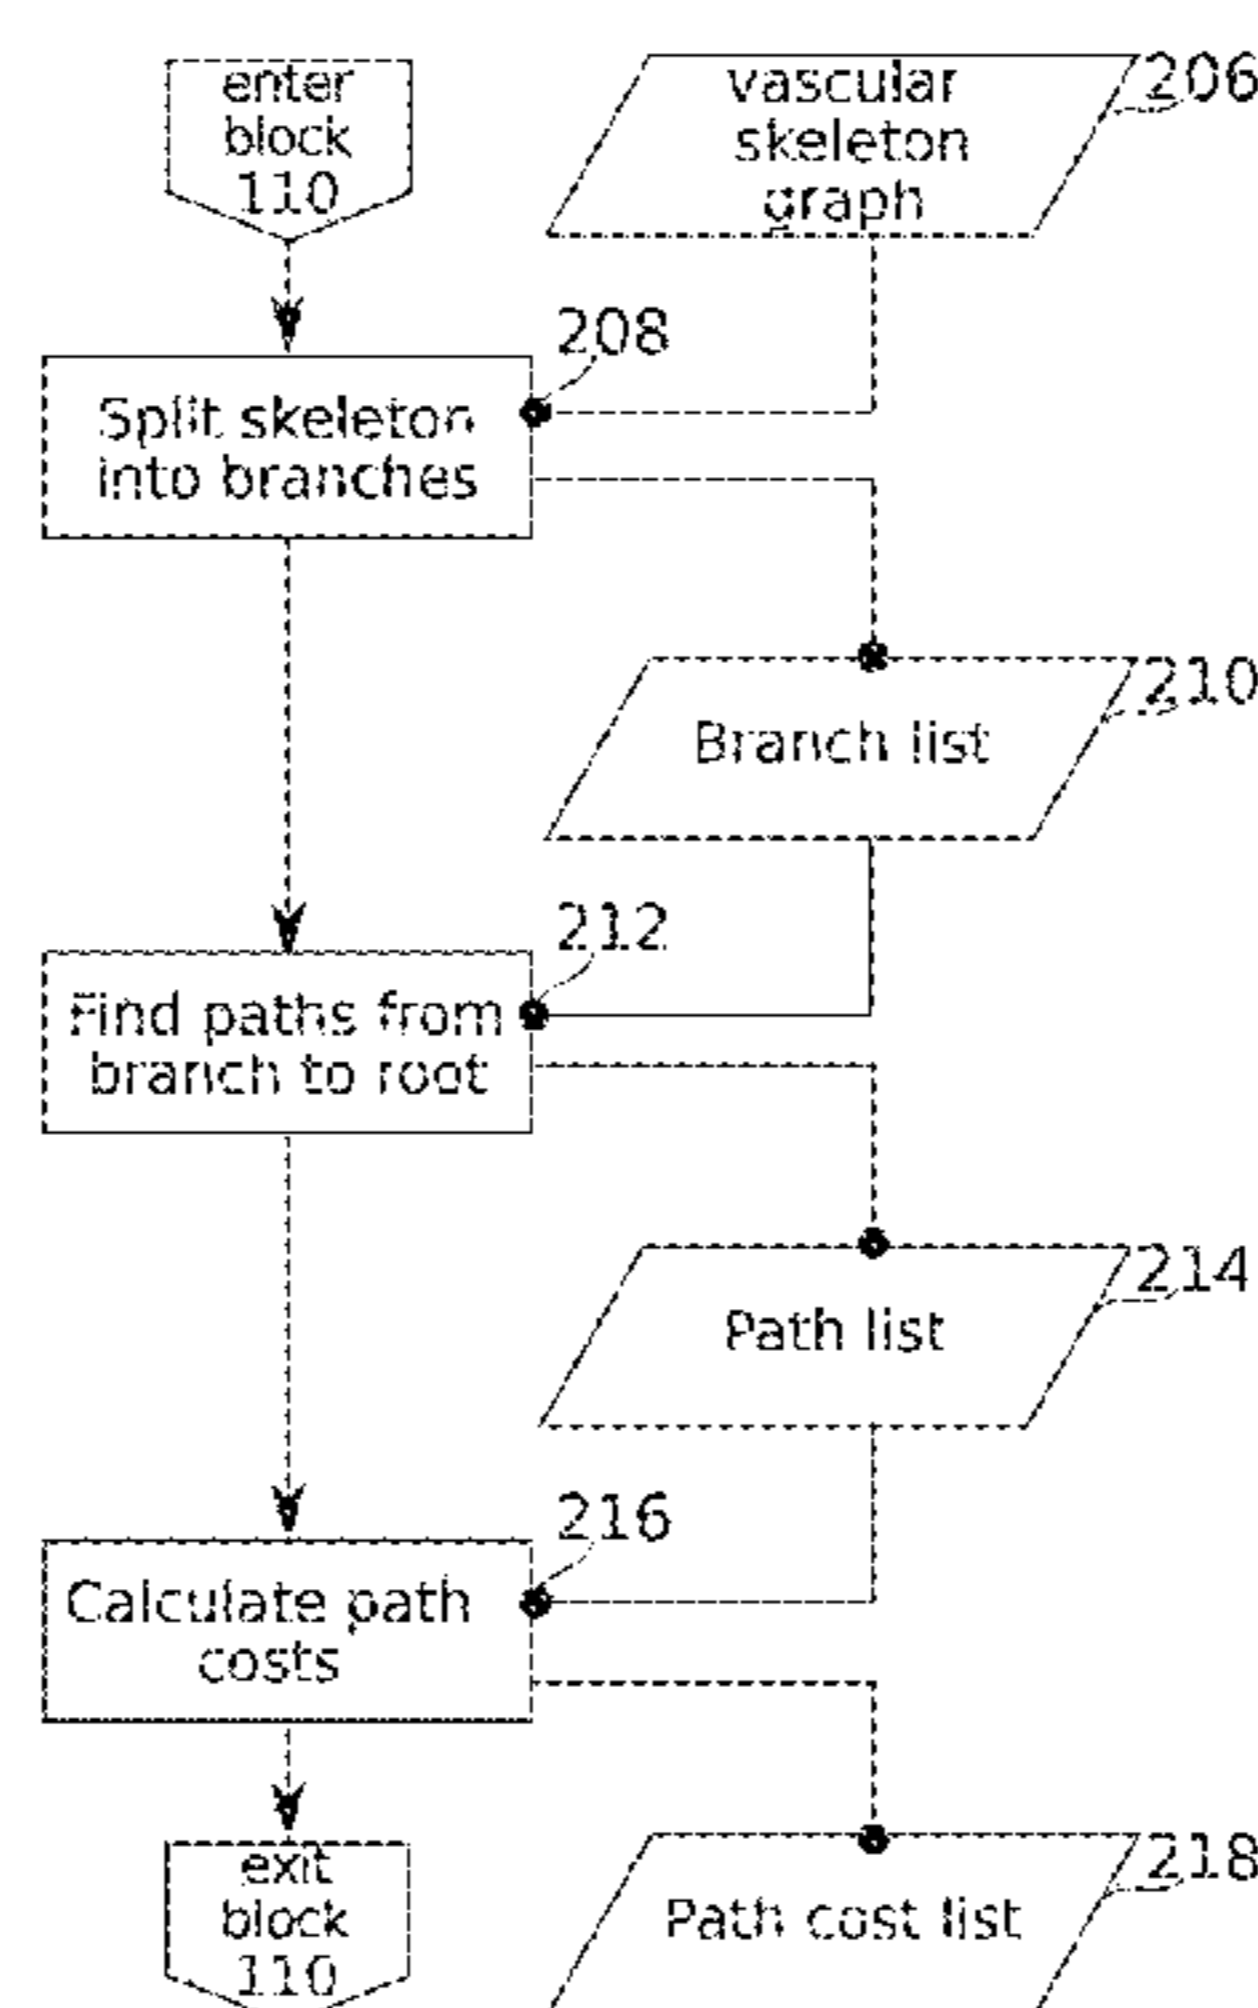 enter
block
110
vascular
skeleton
graph
206
208
Split skeleton
into branches
210
Branch list
212
Find paths from
branch to root
214
Path list
216
Calculate path
costs
exit
block
110
218
Path cost list